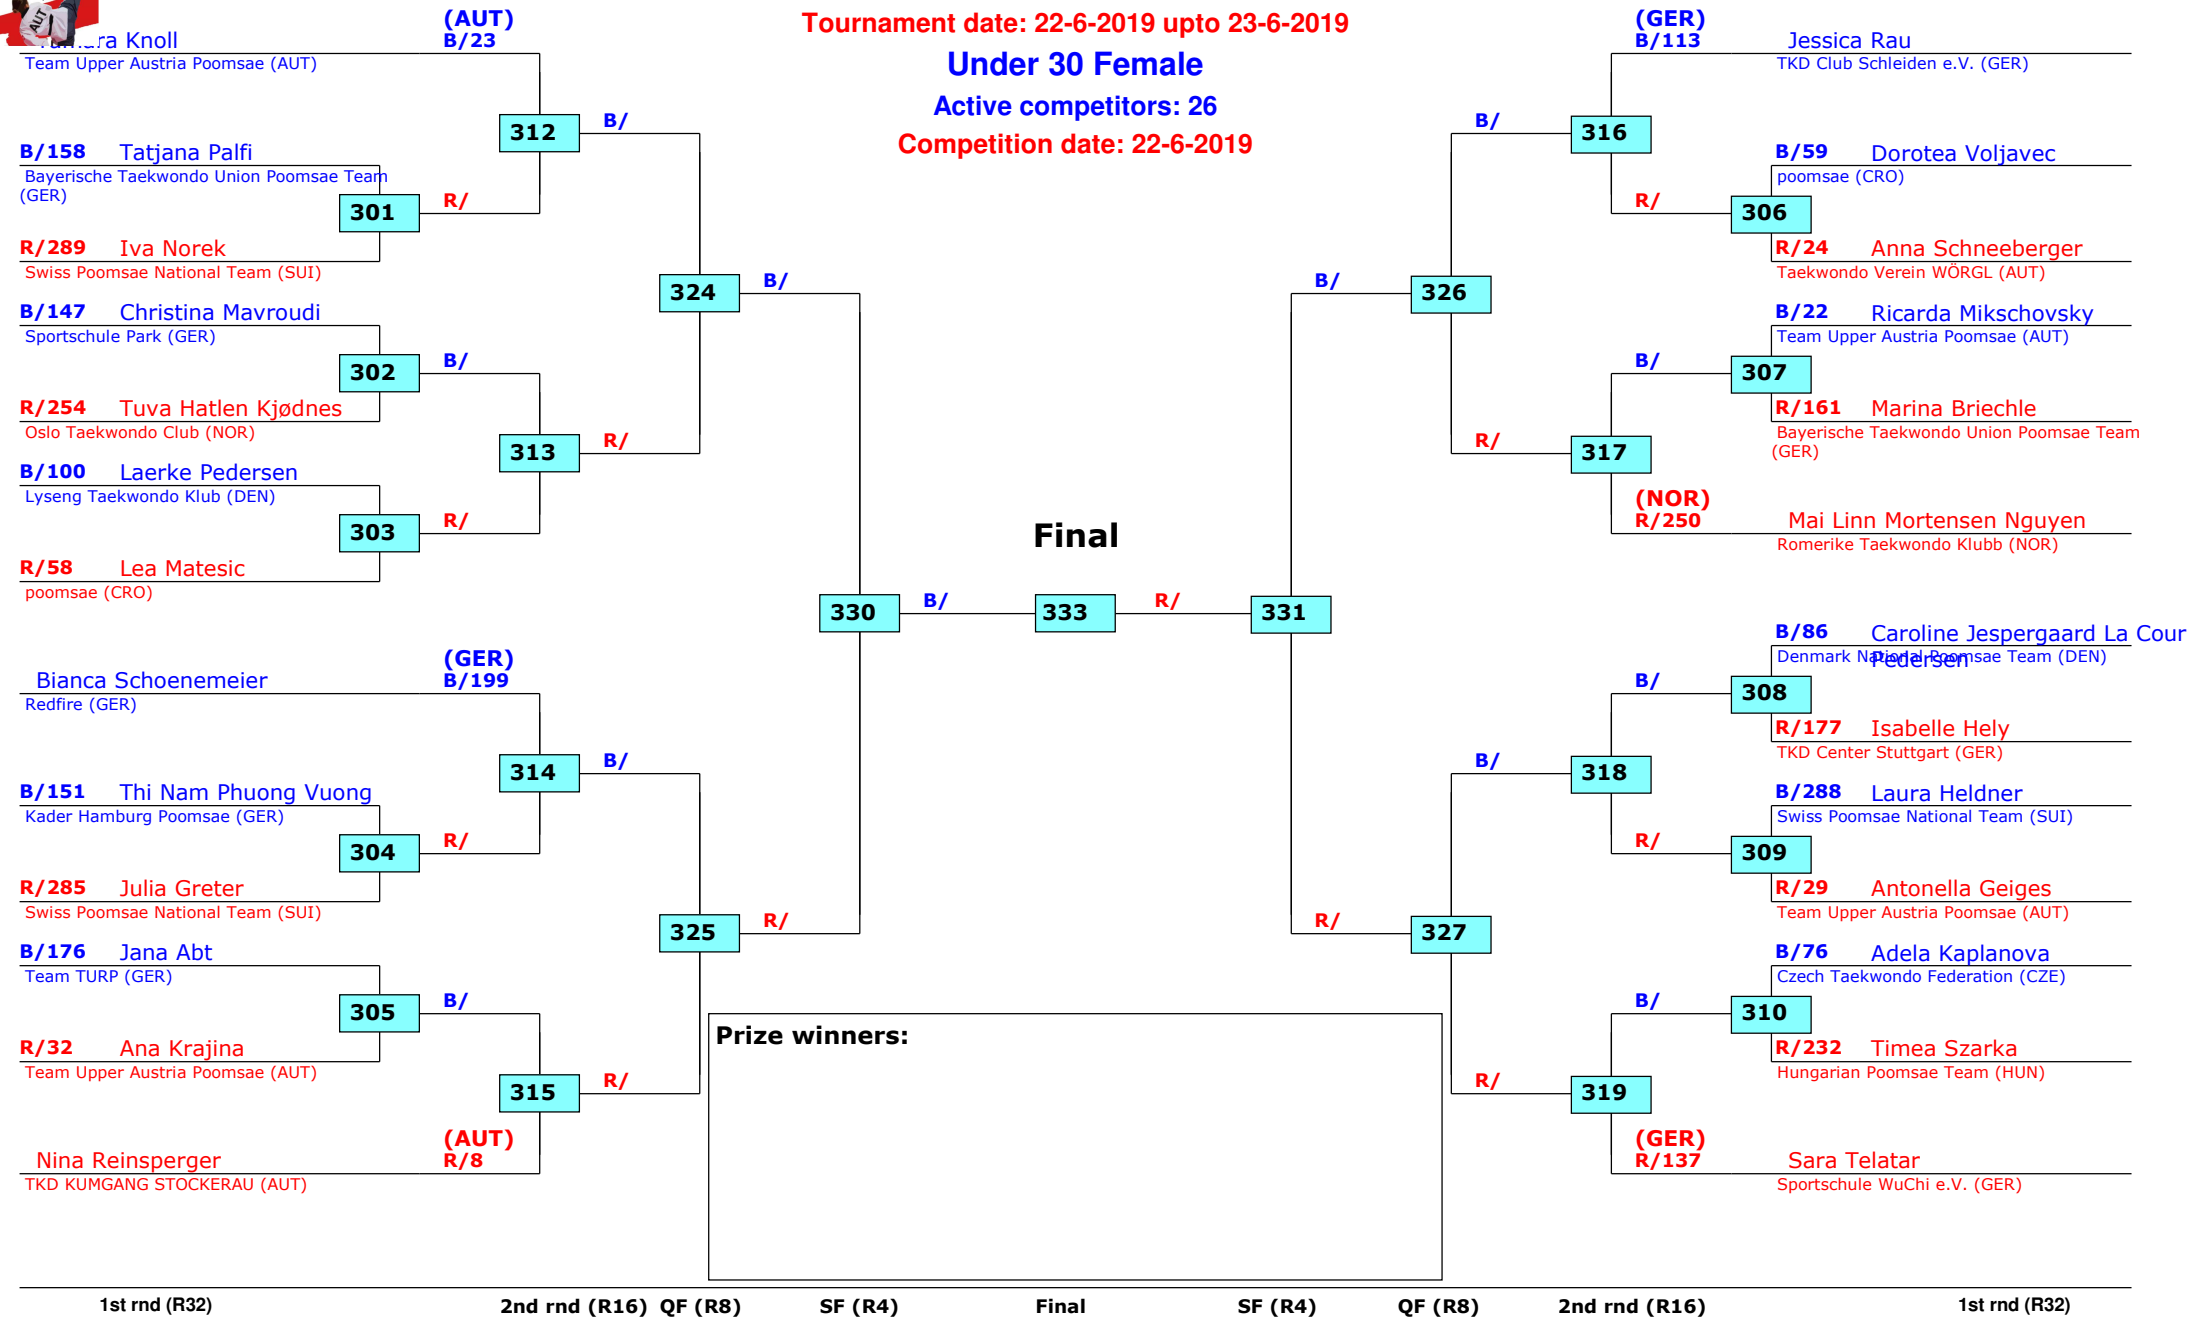 AUT
Tournament date: 22-6-2019 upto 23-6-2019
Under 30 Female
Active competitors: 26
Competition date: 22-6-2019
Knoll
(AUT)
B/23
Team Upper Austria Poomsae (AUT)
312
B/
B/158 Tatjana Palfi
Bayerische Taekwondo Union Poomsae Team
(GER)
301
R/
R/289 Iva Norek
Swiss Poomsae National Team (SUI)
324
B/
B/147 Christina Mavroudi
Sportschule Park (GER)
302
B/
R/254 Tuva Hatlen Kjødnes
Oslo Taekwondo Club (NOR)
313
R/
B/100 Laerke Pedersen
Lyseng Taekwondo Klub (DEN)
303
R/
R/58 Lea Matesic
poomsae (CRO)
330
B/
Final
333
R/
331
(GER)
B/199
Bianca Schoenemeier
Redfire (GER)
314
B/
B/151 Thi Nam Phuong Vuong
Kader Hamburg Poomsae (GER)
304
R/
R/285 Julia Greter
Swiss Poomsae National Team (SUI)
325
R/
B/176 Jana Abt
Team TURP (GER)
305
B/
R/32 Ana Krajina
Team Upper Austria Poomsae (AUT)
315
R/
(AUT)
R/8
Nina Reinsperger
TKD KUMGANG STOCKERAU (AUT)
(GER)
B/113
Jessica Rau
TKD Club Schleiden e.V. (GER)
B/
316
B/59 Dorotea Voljavec
poomsae (CRO)
R/
306
R/24 Anna Schneeberger
Taekwondo Verein WÖRGL (AUT)
B/
326
B/22 Ricarda Mikschovsky
Team Upper Austria Poomsae (AUT)
B/
307
R/161 Marina Briechle
Bayerische Taekwondo Union Poomsae Team
(GER)
R/
317
(NOR)
R/250
Mai Linn Mortensen Nguyen
Romerike Taekwondo Klubb (NOR)
B/86 Caroline Jespergaard La Cour
Pedersen
Denmark National Poomsae Team (DEN)
B/
308
R/177 Isabelle Hely
TKD Center Stuttgart (GER)
B/
318
B/288 Laura Heldner
Swiss Poomsae National Team (SUI)
R/
309
R/29 Antonella Geiges
Team Upper Austria Poomsae (AUT)
R/
327
B/76 Adela Kaplanova
Czech Taekwondo Federation (CZE)
B/
310
R/232 Timea Szarka
Hungarian Poomsae Team (HUN)
R/
319
(GER)
R/137
Sara Telatar
Sportschule WuChi e.V. (GER)
Prize winners:
1st rnd (R32) 2nd rnd (R16) QF (R8) SF (R4) Final SF (R4) QF (R8) 2nd rnd (R16) 1st rnd (R32)